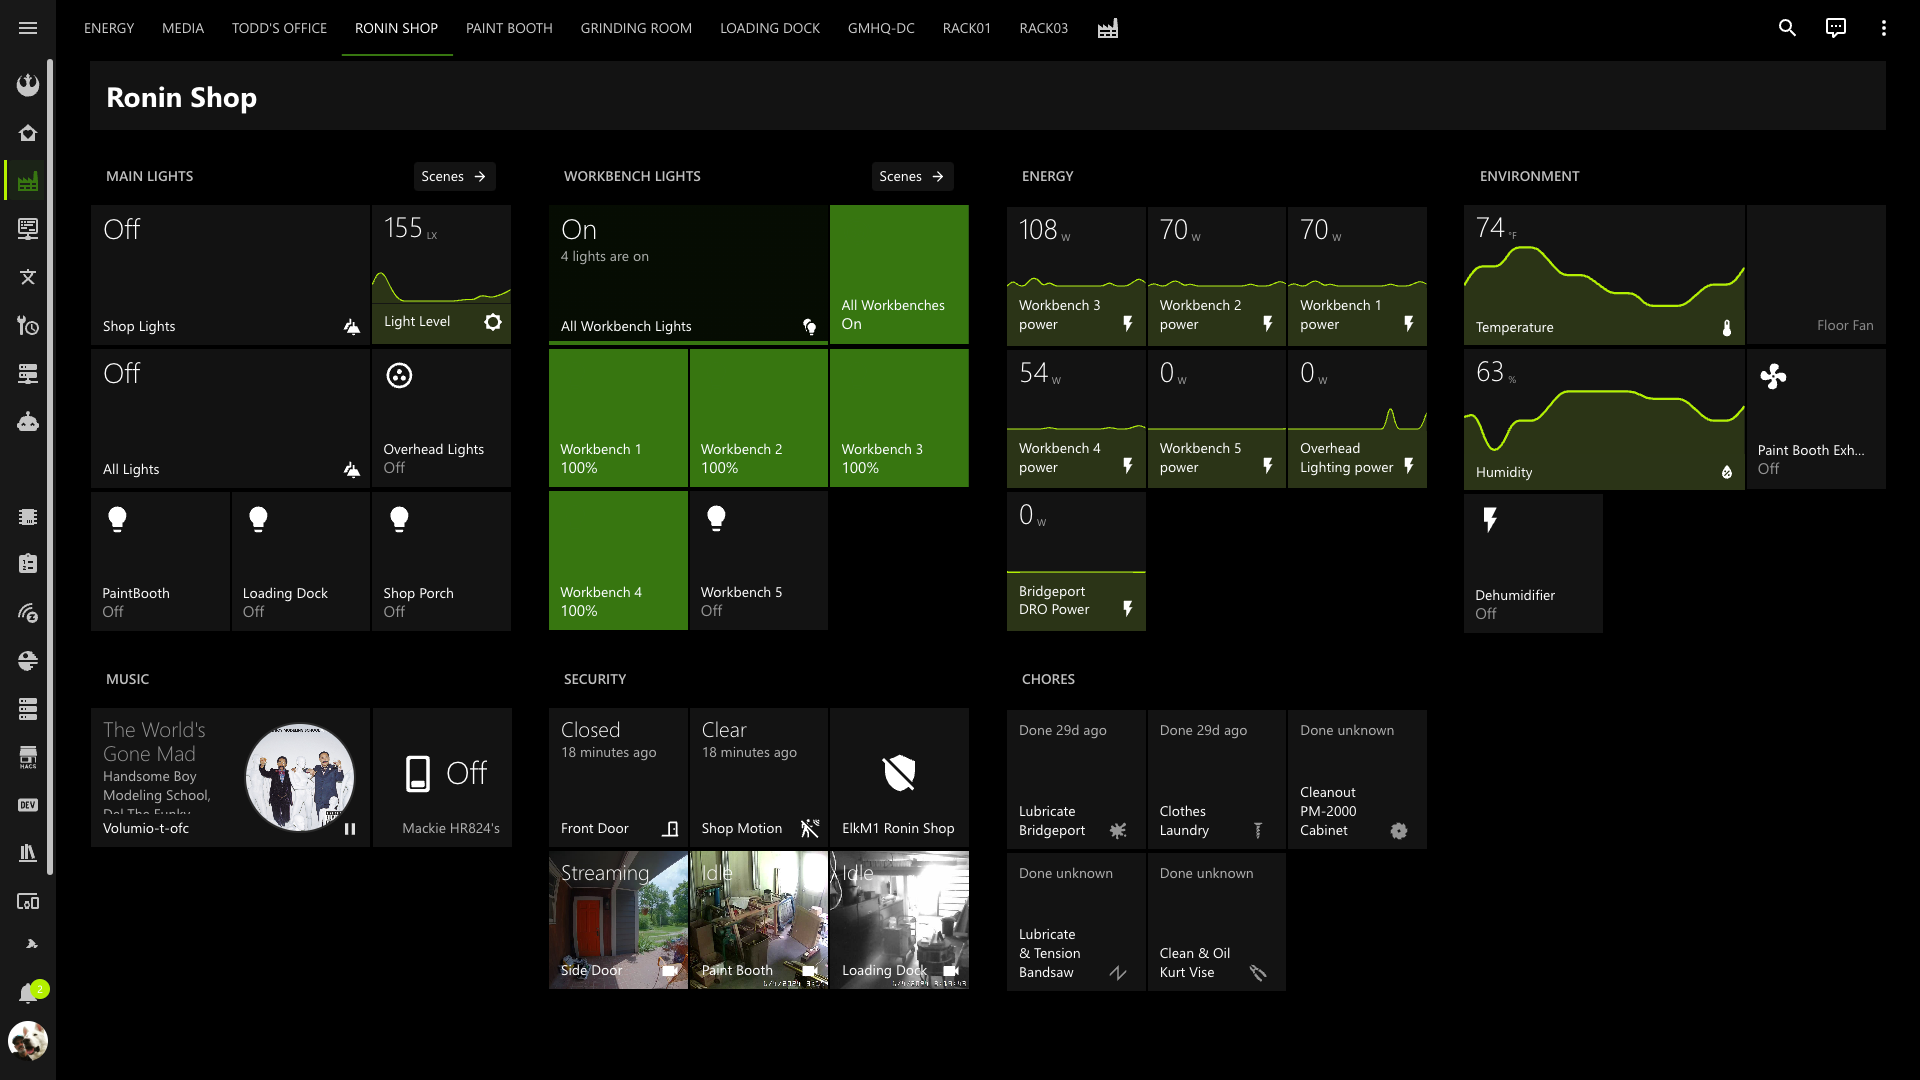 ENERGY
MEDIA
TODD'S OFFICE
RONIN SHOP
PAINT BOOTH
GRINDING ROOM
LOADING DOCK
GMHQ-DC
RACK01
RACK03
Ronin Shop
MAIN LIGHTS
Scenes
Off
Shop Lights
155 LX
Light Level
Off
All Lights
Overhead Lights
Off
PaintBooth
Off
Loading Dock
Off
Shop Porch
Off
WORKBENCH LIGHTS
Scenes
On
4 lights are on
All Workbench Lights
All Workbenches
On
Workbench 1
100%
Workbench 2
100%
Workbench 3
100%
Workbench 4
100%
Workbench 5
Off
ENERGY
108 W
Workbench 3
power
70 W
Workbench 2
power
70 W
Workbench 1
power
54 W
Workbench 4
power
0 W
Workbench 5
power
0 W
Overhead
Lighting power
0 W
Bridgeport
DRO Power
ENVIRONMENT
74 °F
Temperature
Floor Fan
63 %
Humidity
Paint Booth Exh...
Off
Dehumidifier
Off
MUSIC
The World's
Gone Mad
Handsome Boy
Modeling School,
Del The Funky
Volumio-t-ofc
Off
Mackie HR824's
SECURITY
Closed
18 minutes ago
Front Door
Clear
18 minutes ago
Shop Motion
ElkM1 Ronin Shop
Streaming
Side Door
Idle
Paint Booth
Idle
Loading Dock
CHORES
Done 29d ago
Lubricate
Bridgeport
Done 29d ago
Clothes
Laundry
Done unknown
Cleanout
PM-2000
Cabinet
Done unknown
Lubricate
& Tension
Bandsaw
Done unknown
Clean & Oil
Kurt Vise
HACS
DEV
2